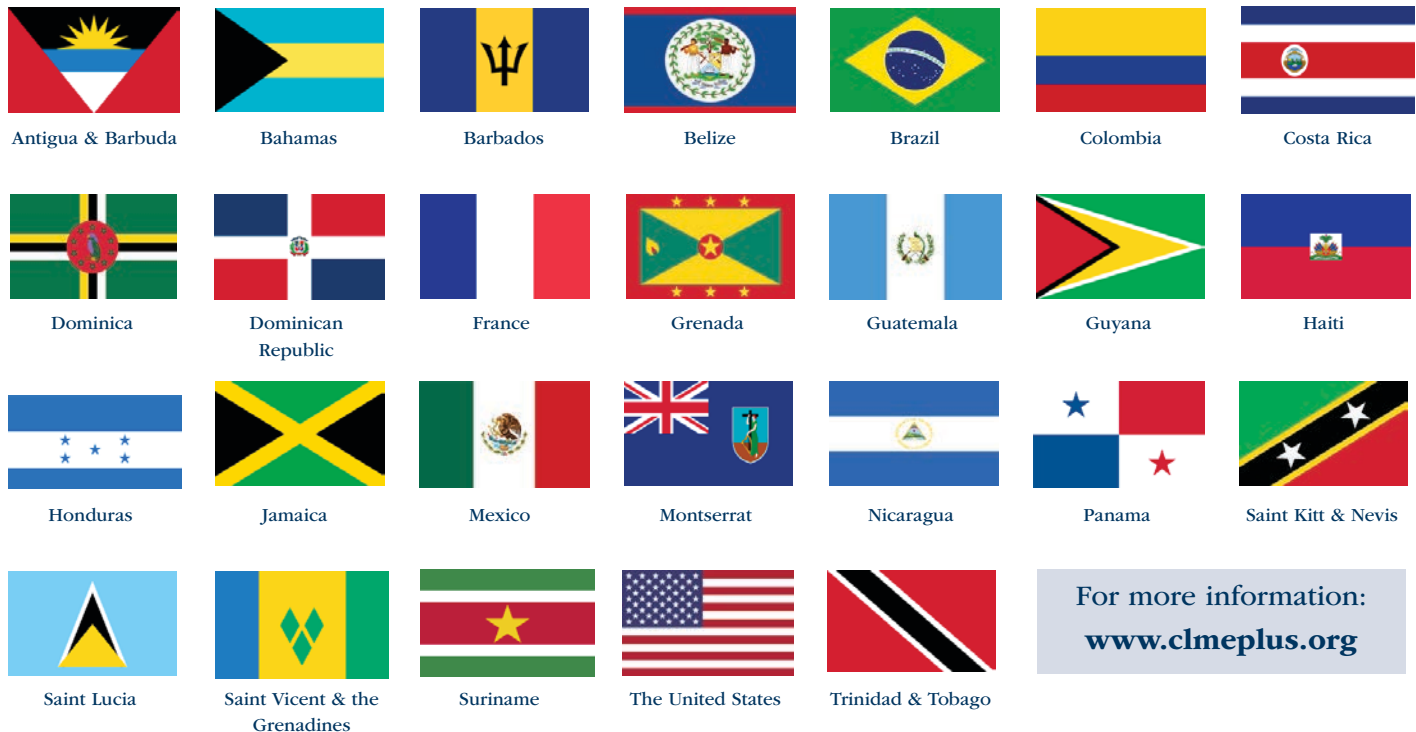 Antigua & Barbuda
Bahamas
Barbados
Belize
Brazil
Colombia
Costa Rica
Dominica
Dominican
Republic
France
Grenada
Guatemala
Guyana
Haiti
Honduras
Jamaica
Mexico
Montserrat
Nicaragua
Panama
Saint Kitt & Nevis
Saint Lucia
Saint Vicent & the
Grenadines
Suriname
The United States
Trinidad & Tobago
For more information:
www.clmeplus.org